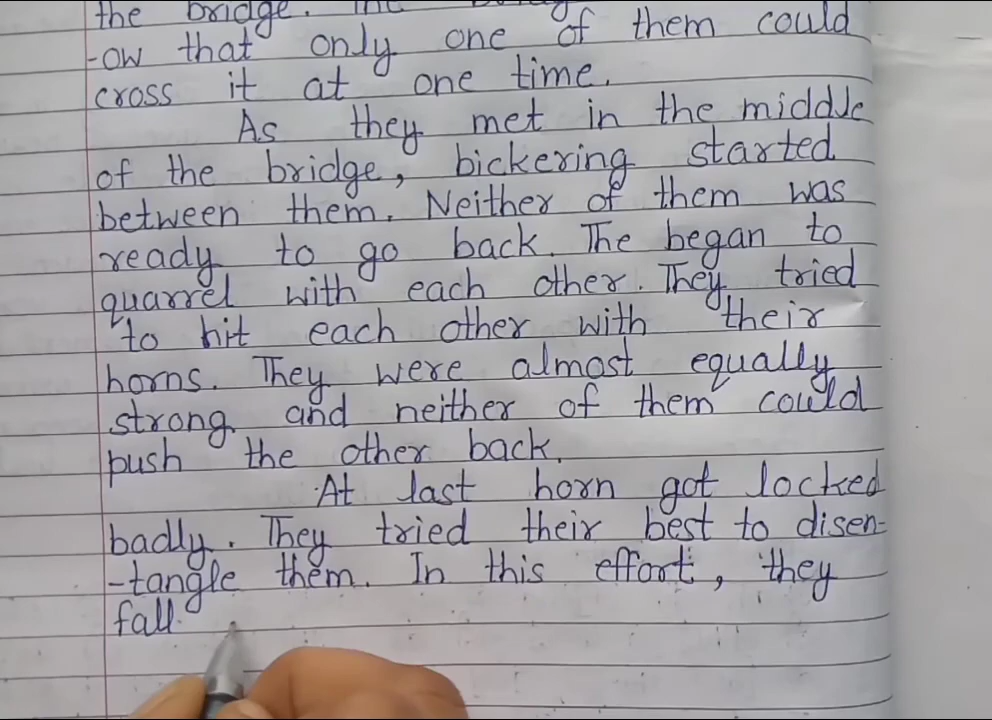 the bridge. The
-ow that only one of them could
cross it at one time.
As they met in the middle
of the bridge, bickering started
between them. Neither of them was
ready to go back. The began to
quarrel with each other. They tried
to hit each other with their
horns. They were almost equally
strong and neither of them could
push the other back.
At last horn got locked
badly. They tried their best to disen-
-tangle them. In this effort, they
fall